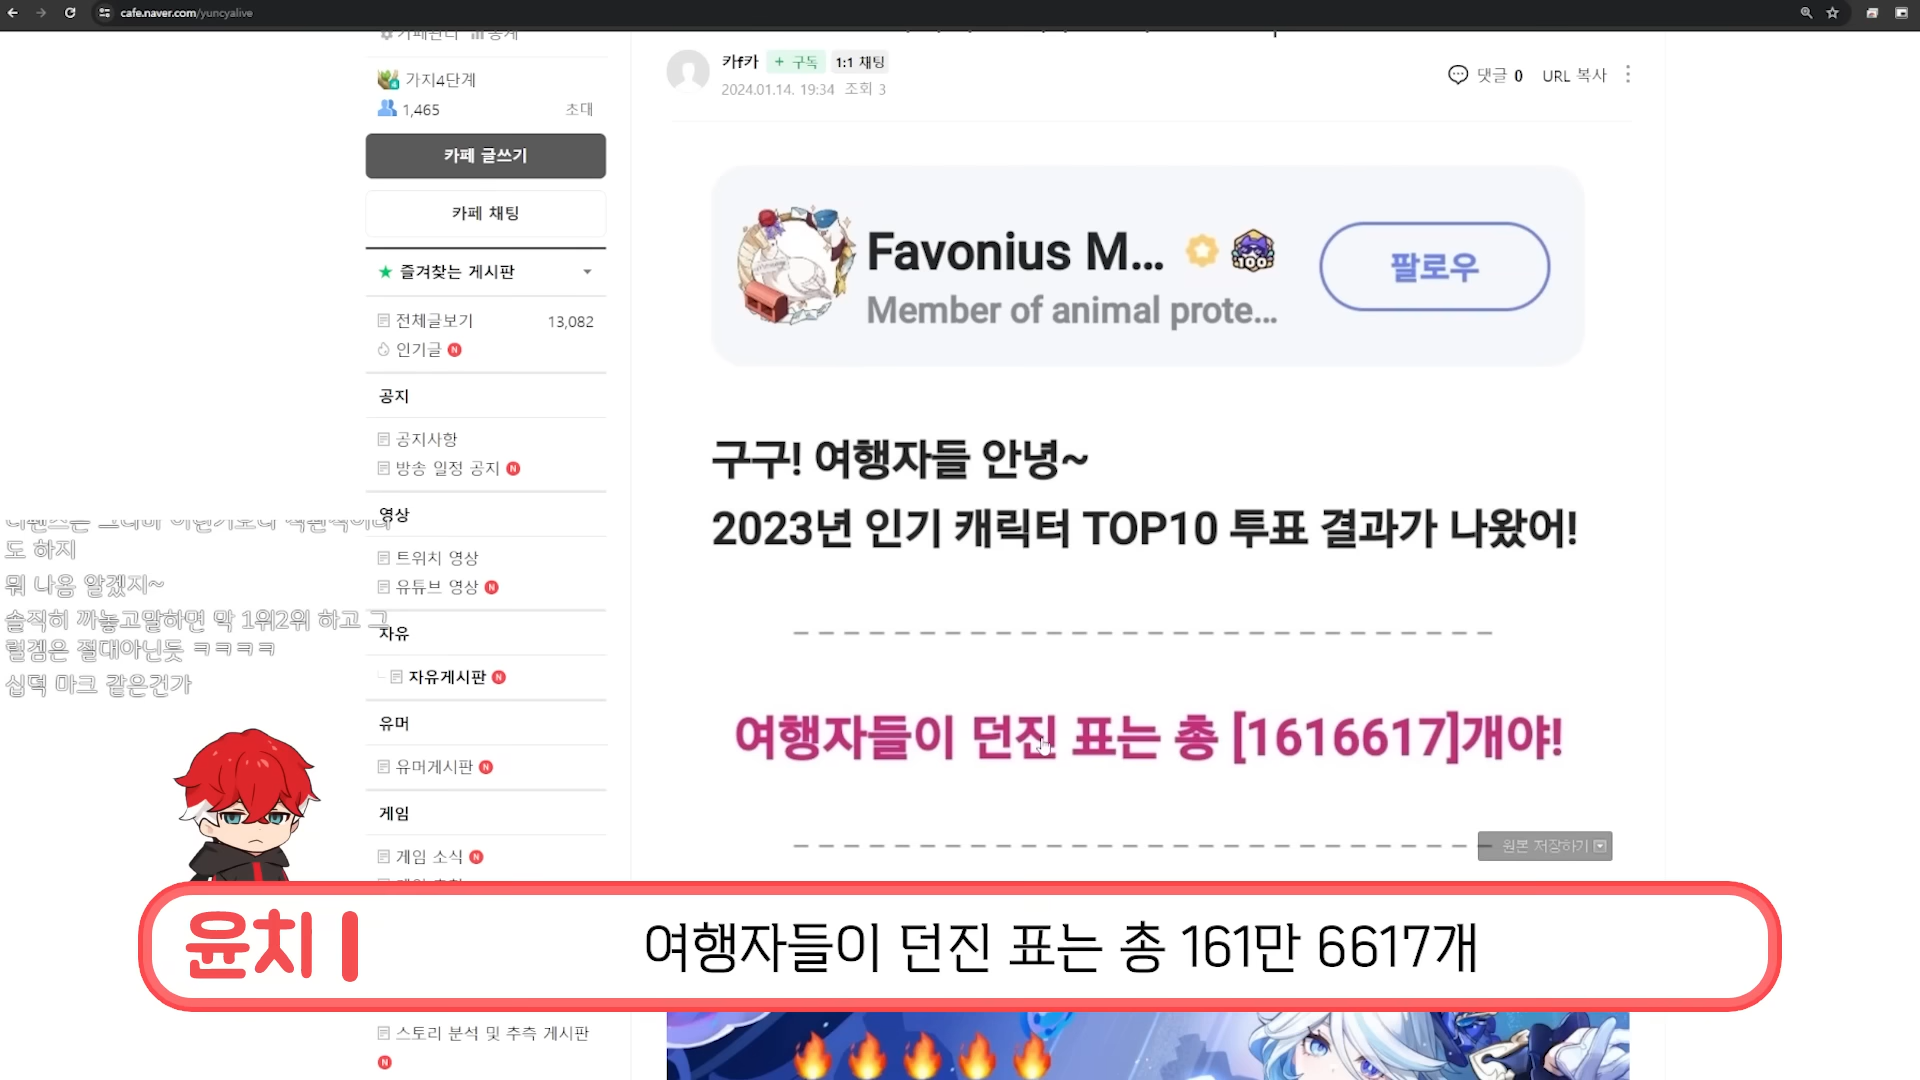 cafe.naver.com/yuncyalive
카페관리 통계
가지4단계
1,465 초대
카페 글쓰기
카페 채팅
즐겨찾는 게시판
전체글보기 13,082
인기글 N
공지
공지사항
방송 일정 공지 N
영상
트위치 영상
유튜브 영상 N
자유
자유게시판 N
유머
유머게시판 N
게임
게임 소식 N
스토리 분석 및 추측 게시판
N
도 하지
뭐 나옴 알겠지~
솔직히 까놓고말하면 막 1위2위 하고 그
럴겜은 절대아닌듯 ㅋㅋㅋㅋ
십덕 마크 같은건가
카f카 + 구독 1:1 채팅
2024.01.14. 19:34 조회 3
댓글 0 URL 복사
Favonius M... 100
Member of animal prote...
팔로우
구구! 여행자들 안녕~
2023년 인기 캐릭터 TOP10 투표 결과가 나왔어!
여행자들이 던진 표는 총 [1616617]개야!
원본 저장하기
윤치 | 여행자들이 던진 표는 총 161만 6617개